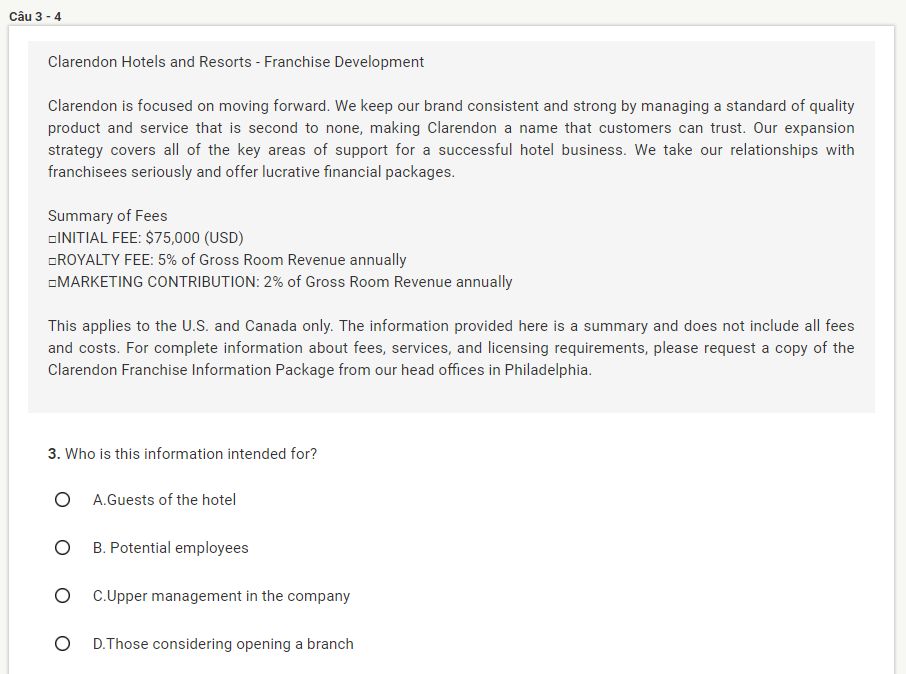 Câu 3 - 4
Clarendon Hotels and Resorts - Franchise Development
Clarendon is focused on moving forward. We keep our brand consistent and strong by managing a standard of quality
product and service that is second to none, making Clarendon a name that customers can trust. Our expansion
strategy covers all of the key areas of support for a successful hotel business. We take our relationships with
franchisees seriously and offer lucrative financial packages.
Summary of Fees
□INITIAL FEE: $75,000 (USD)
□ROYALTY FEE: 5% of Gross Room Revenue annually
□MARKETING CONTRIBUTION: 2% of Gross Room Revenue annually
This applies to the U.S. and Canada only. The information provided here is a summary and does not include all fees
and costs. For complete information about fees, services, and licensing requirements, please request a copy of the
Clarendon Franchise Information Package from our head offices in Philadelphia.
3. Who is this information intended for?
A.Guests of the hotel
B. Potential employees
C.Upper management in the company
D.Those considering opening a branch